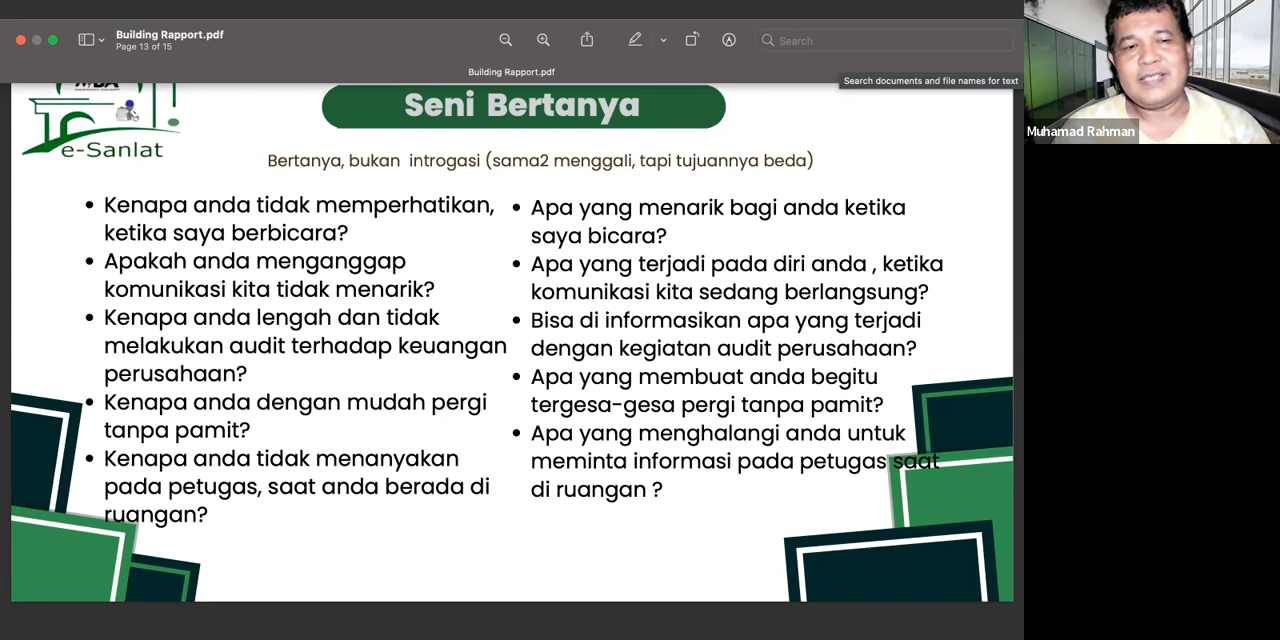 Building Rapport.pdf
Page 13 of 15
Search
Building Rapport.pdf
Search documents and file names for text
e-Sanlat
Seni Bertanya
Bertanya, bukan introgasi (sama2 menggali, tapi tujuannya beda)
• Kenapa anda tidak memperhatikan,
ketika saya berbicara?
• Apakah anda menganggap
komunikasi kita tidak menarik?
• Kenapa anda lengah dan tidak
melakukan audit terhadap keuangan
perusahaan?
• Kenapa anda dengan mudah pergi
tanpa pamit?
• Kenapa anda tidak menanyakan
pada petugas, saat anda berada di
ruangan?
• Apa yang menarik bagi anda ketika
saya bicara?
• Apa yang terjadi pada diri anda , ketika
komunikasi kita sedang berlangsung?
• Bisa di informasikan apa yang terjadi
dengan kegiatan audit perusahaan?
• Apa yang membuat anda begitu
tergesa-gesa pergi tanpa pamit?
• Apa yang menghalangi anda untuk
meminta informasi pada petugas saat
di ruangan ?
Muhamad Rahman